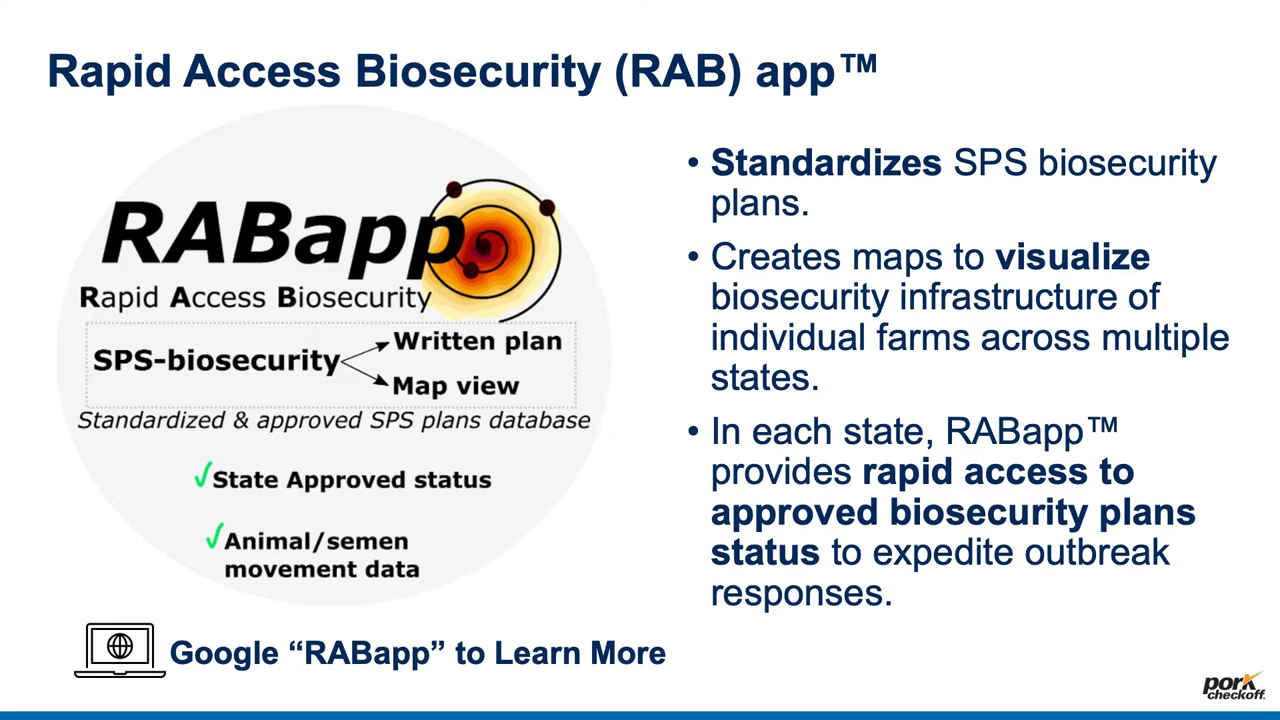 Rapid Access Biosecurity (RAB) app™
RABapp
Rapid Access Biosecurity
SPS-biosecurity
Written plan
Map view
Standardized & approved SPS plans database
State Approved status
Animal/semen
movement data
Google “RABapp” to Learn More
• Standardizes SPS biosecurity
plans.
• Creates maps to visualize
biosecurity infrastructure of
individual farms across multiple
states.
• In each state, RABapp™
provides rapid access to
approved biosecurity plans
status to expedite outbreak
responses.
pork
checkoff.